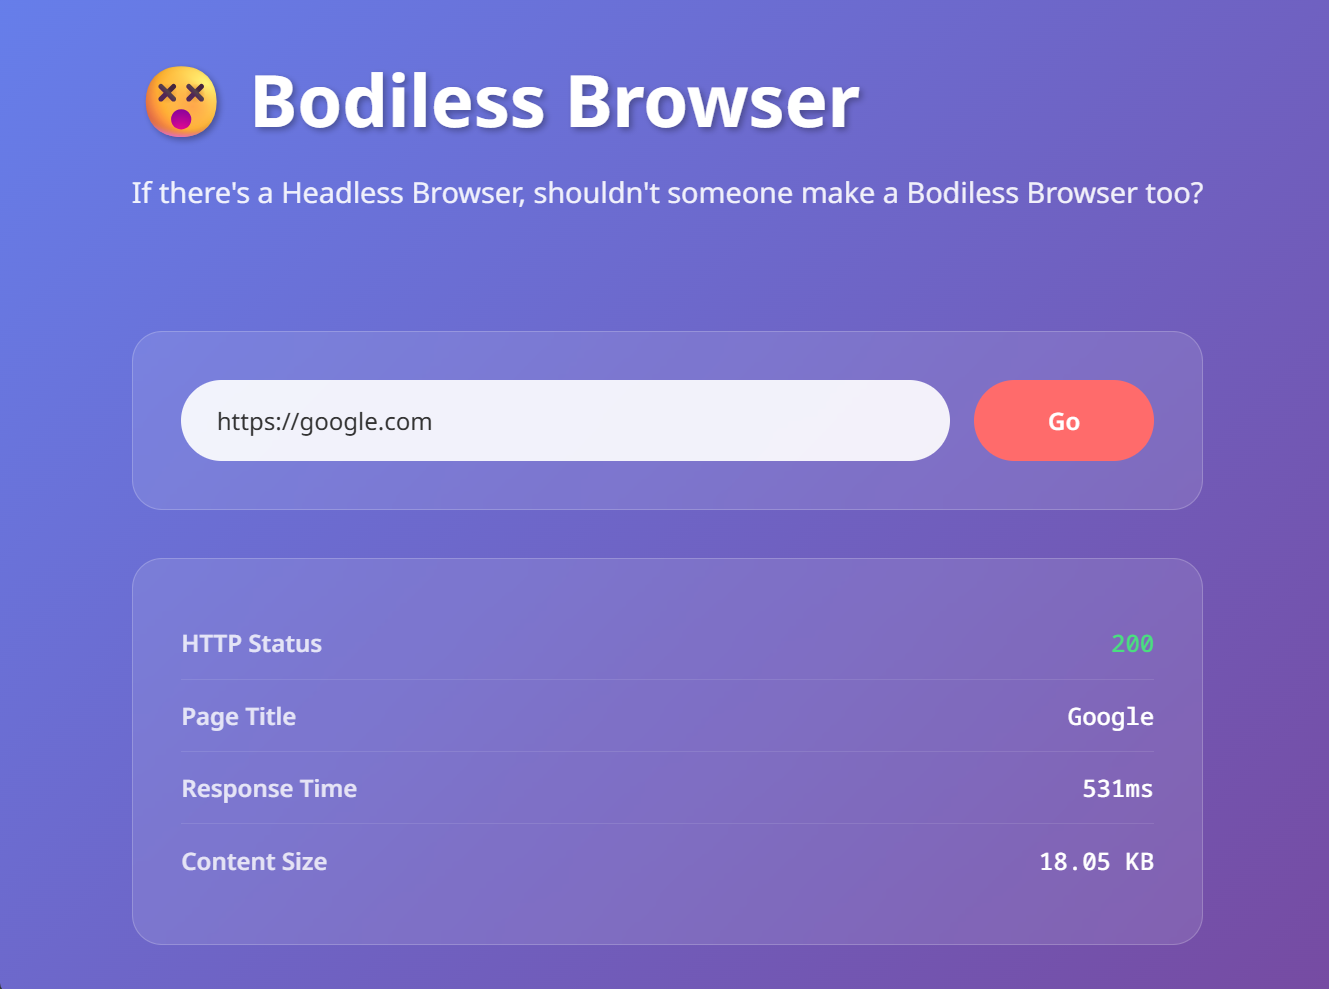 Bodiless Browser
If there's a Headless Browser, shouldn't someone make a Bodiless Browser too?
https://google.com
Go
HTTP Status 200
Page Title Google
Response Time 531ms
Content Size 18.05 KB